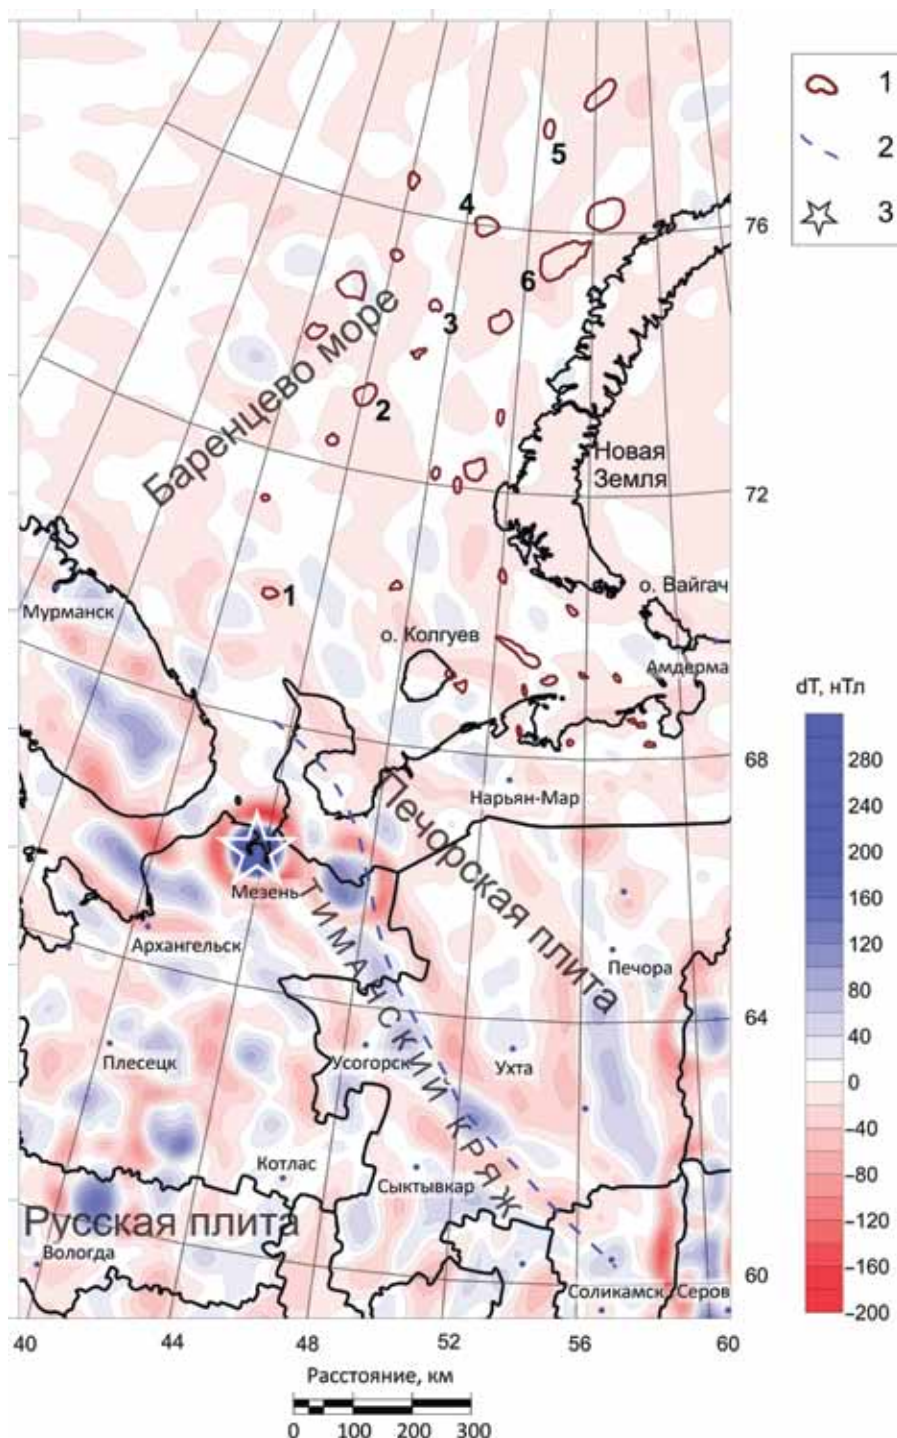 1
2
3
5
4
76
6
Баренцево море
3
2
Новая
Земля
72
1
о. Вайгач
Мурманск
о. Колгуев
Амдерма
dT, нТл
280
68
Печорская плита
Нарьян-Мар
240
200
Мезень
160
ТИМАНСКИЙ КРЯЖ
Архангельск
120
Печора
80
64
40
Плесецк
Усогорск
Ухта
0
–40
–80
Котлас
Сыктывкар
–120
Русская плита
Вологда
–160
60
Соликамск
Серов
–200
40
44
48
52
56
60
Расстояние, км
0 100 200 300